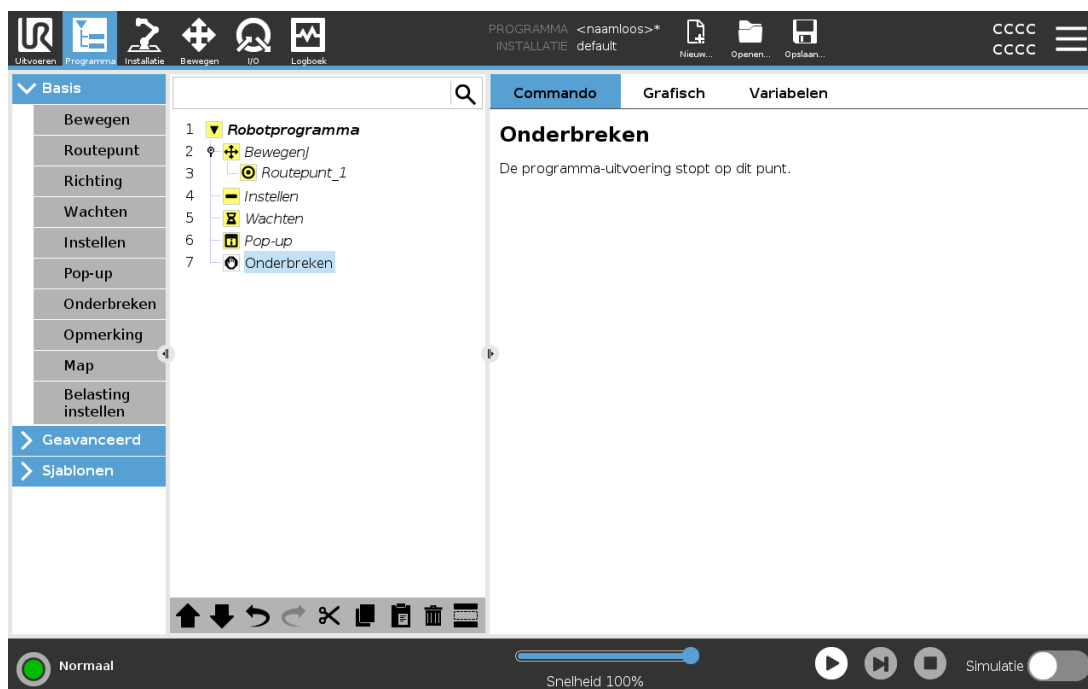 UR
PROGRAMMA <naamloos>*
INSTALLATIE default
CCCC
CCCC
Uitvoeren Programma Installatie Bewegen I/O Logboek Nieuw... Openen... Opslaan...
Basis
Bewegen
Routepunt
Richting
Wachten
Instellen
Pop-up
Onderbreken
Opmerking
Map
Belasting
instellen
Geavanceerd
Sjablonen
1 Robotprogramma
2 BewegenJ
3 Routepunt_1
4 Instellen
5 Wachten
6 Pop-up
7 Onderbreken
Commando Grafisch Variabelen
Onderbreken
De programma-uitvoering stopt op dit punt.
Normaal
Snelheid 100%
Simulatie